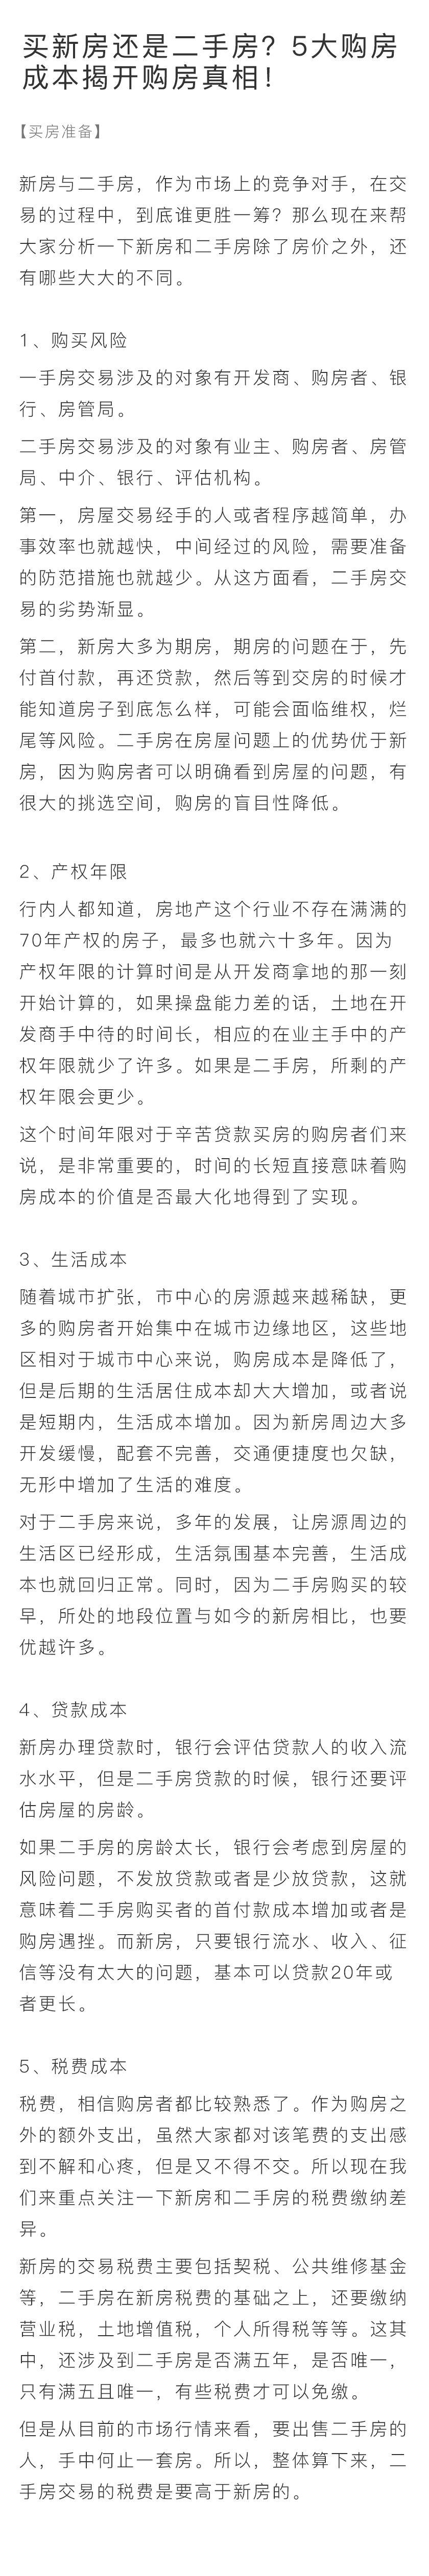 买新房还是二手房？5大购房
成本揭开购房真相！
【买房准备】
新房与二手房，作为市场上的竞争对手，在交
易的过程中，到底谁更胜一筹？那么现在来帮
大家分析一下新房和二手房除了房价之外，还
有哪些大大的不同。
1、购买风险
一手房交易涉及的对象有开发商、购房者、银
行、房管局。
二手房交易涉及的对象有业主、购房者、房管
局、中介、银行、评估机构。
第一，房屋交易经手的人或者程序越简单，办
事效率也就越快，中间经过的风险，需要准备
的防范措施也就越少。从这方面看，二手房交
易的劣势渐显。
第二，新房大多为期房，期房的问题在于，先
付首付款，再还贷款，然后等到交房的时候才
能知道房子到底怎么样，可能会面临维权，烂
尾等风险。二手房在房屋问题上的优势优于新
房，因为购房者可以明确看到房屋的问题，有
很大的挑选空间，购房的盲目性降低。
2、产权年限
行内人都知道，房地产这个行业不存在满满的
70年产权的房子，最多也就六十多年。因为
产权年限的计算时间是从开发商拿地的那一刻
开始计算的，如果操盘能力差的话，土地在开
发商手中待的时间长，相应的在业主手中的产
权年限就少了许多。如果是二手房，所剩的产
权年限会更少。
这个时间年限对于辛苦贷款买房的购房者们来
说，是非常重要的，时间的长短直接意味着购
房成本的价值是否最大化地得到了实现。
3、生活成本
随着城市扩张，市中心的房源越来越稀缺，更
多的购房者开始集中在城市边缘地区，这些地
区相对于城市中心来说，购房成本是降低了，
但是后期的生活居住成本却大大增加，或者说
是短期内，生活成本增加。因为新房周边大多
开发缓慢，配套不完善，交通便捷度也欠缺，
无形中增加了生活的难度。
对于二手房来说，多年的发展，让房源周边的
生活区已经形成，生活氛围基本完善，生活成
本也就回归正常。同时，因为二手房购买的较
早，所处的地段位置与如今的新房相比，也要
优越许多。
4、贷款成本
新房办理贷款时，银行会评估贷款人的收入流
水水平，但是二手房贷款的时候，银行还要评
估房屋的房龄。
如果二手房的房龄太长，银行会考虑到房屋的
风险问题，不发放贷款或者是少放贷款，这就
意味着二手房购买者的首付款成本增加或者是
购房遇挫。而新房，只要银行流水、收入、征
信等没有太大的问题，基本可以贷款20年或
者更长。
5、税费成本
税费，相信购房者都比较熟悉了。作为购房之
外的额外支出，虽然大家都对该笔费的支出感
到不解和心疼，但是又不得不交。所以现在我
们来重点关注一下新房和二手房的税费缴纳差
异。
新房的交易税费主要包括契税、公共维修基金
等，二手房在新房税费的基础之上，还要缴纳
营业税，土地增值税，个人所得税等等。这其
中，还涉及到二手房是否满五年，是否唯一，
只有满五且唯一，有些税费才可以免缴。
但是从目前的市场行情来看，要出售二手房的
人，手中何止一套房。所以，整体算下来，二
手房交易的税费是要高于新房的。